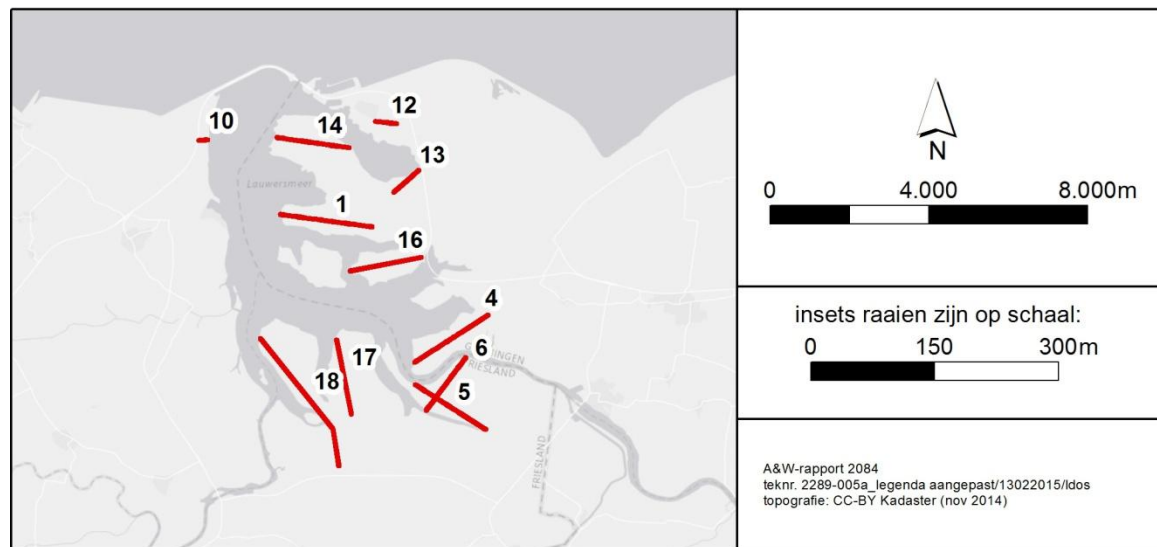 12
10
14
13
Lauwersmeer
1
16
4
6
GRONINGEN
FRIESLAND
17
18
5
FRIESLAND
N
0 4.000 8.000m
insets raaien zijn op schaal:
0 150 300m
A&W-rapport 2084
teknr. 2289-005a_legenda aangepast/13022015/ldos
topografie: CC-BY Kadaster (nov 2014)